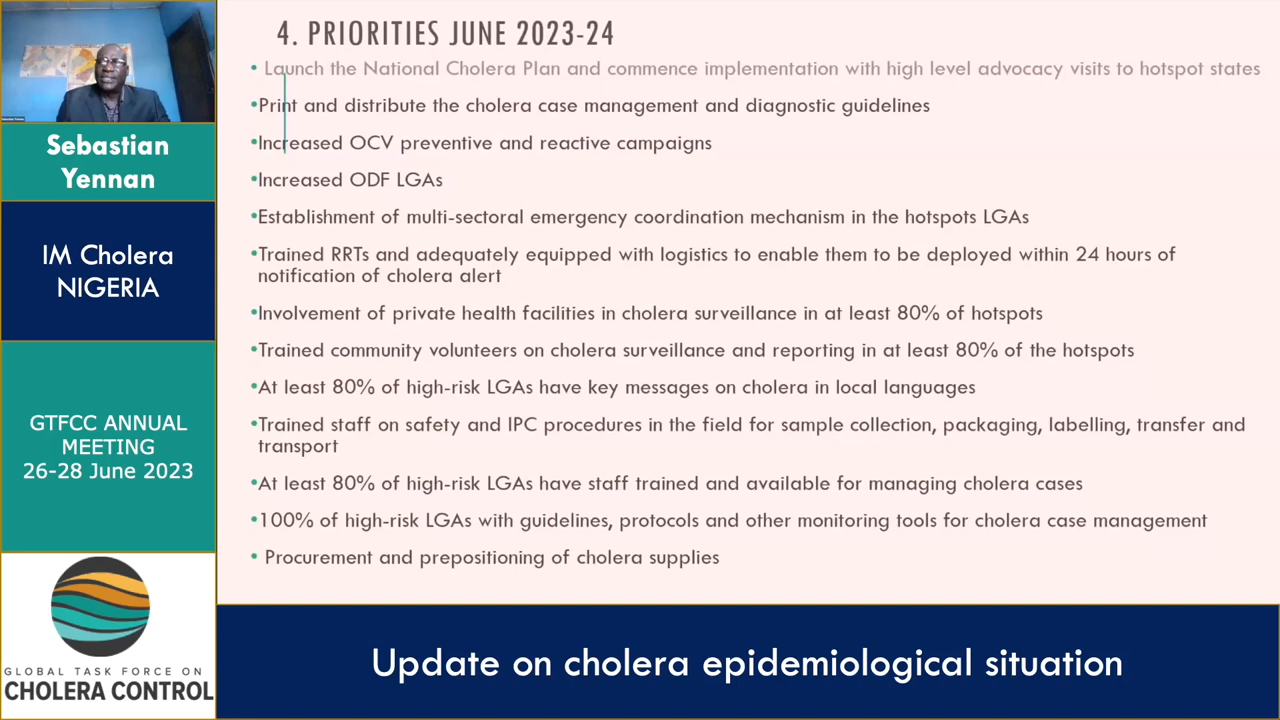 4. PRIORITIES JUNE 2023-24
• Launch the National Cholera Plan and commence implementation with high level advocacy visits to hotspot states
•Print and distribute the cholera case management and diagnostic guidelines
•Increased OCV preventive and reactive campaigns
•Increased ODF LGAs
•Establishment of multi-sectoral emergency coordination mechanism in the hotspots LGAs
•Trained RRTs and adequately equipped with logistics to enable them to be deployed within 24 hours of
notification of cholera alert
•Involvement of private health facilities in cholera surveillance in at least 80% of hotspots
•Trained community volunteers on cholera surveillance and reporting in at least 80% of the hotspots
•At least 80% of high-risk LGAs have key messages on cholera in local languages
•Trained staff on safety and IPC procedures in the field for sample collection, packaging, labelling, transfer and
transport
•At least 80% of high-risk LGAs have staff trained and available for managing cholera cases
•100% of high-risk LGAs with guidelines, protocols and other monitoring tools for cholera case management
• Procurement and prepositioning of cholera supplies
Sebastian
Yennan
IM Cholera
NIGERIA
GTFCC ANNUAL
MEETING
26-28 June 2023
GLOBAL TASK FORCE ON
CHOLERA CONTROL
Update on cholera epidemiological situation